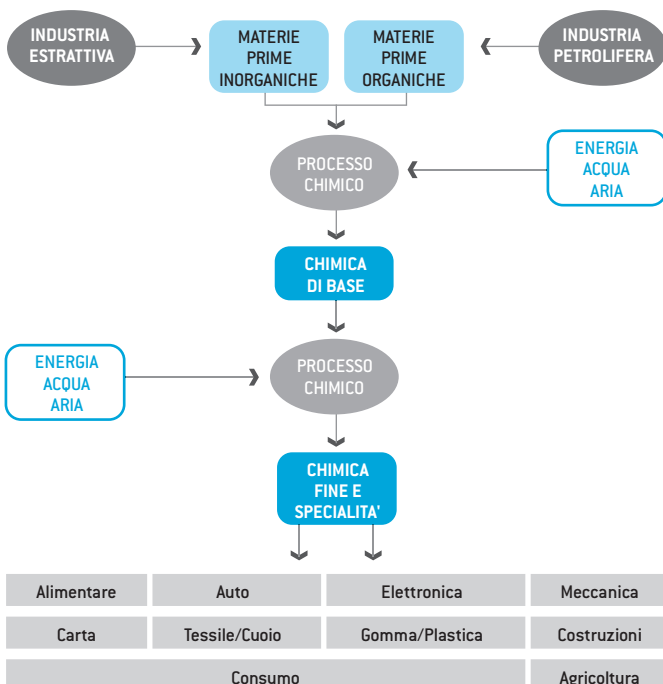 INDUSTRIA
ESTRATTIVA
MATERIE
PRIME
INORGANICHE
MATERIE
PRIME
ORGANICHE
INDUSTRIA
PETROLIFERA
PROCESSO
CHIMICO
ENERGIA
ACQUA
ARIA
CHIMICA
DI BASE
ENERGIA
ACQUA
ARIA
PROCESSO
CHIMICO
CHIMICA
FINE E
SPECIALITA'
Alimentare
Auto
Elettronica
Meccanica
Carta
Tessile/Cuoio
Gomma/Plastica
Costruzioni
Consumo
Agricoltura